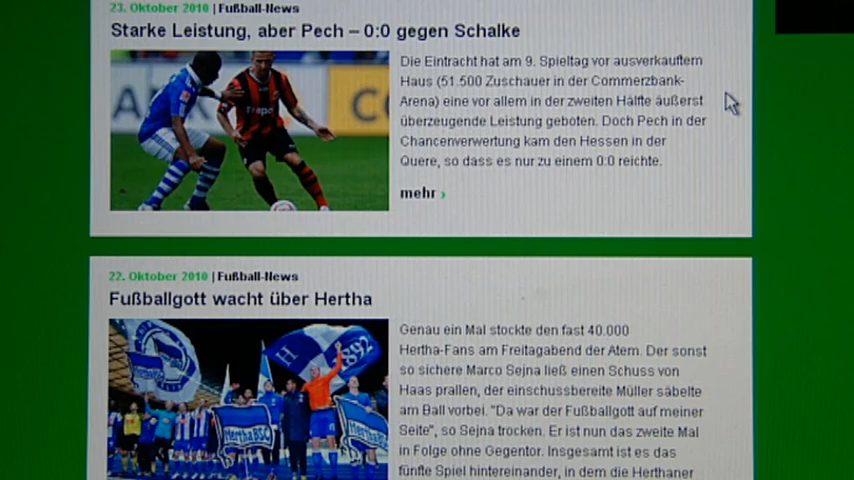 23. Oktober 2010 | Fußball-News
Starke Leistung, aber Pech – 0:0 gegen Schalke
Die Eintracht hat am 9. Spieltag vor ausverkauftem
Haus (51.500 Zuschauer in der Commerzbank-
Arena) eine vor allem in der zweiten Hälfte äußerst
überzeugende Leistung geboten. Doch Pech in der
Chancenverwertung kam den Hessen in der
Quere, so dass es nur zu einem 0:0 reichte.
mehr ›
22. Oktober 2010 | Fußball-News
Fußballgott wacht über Hertha
Genau ein Mal stockte den fast 40.000
Hertha-Fans am Freitagabend der Atem. Der sonst
so sichere Marco Sejna ließ einen Schuss von
Haas prallen, der einschussbereite Müller säbelte
am Ball vorbei. "Da war der Fußballgott auf meiner
Seite", so Sejna trocken. Er ist nun das zweite Mal
in Folge ohne Gegentor. Insgesamt ist es das
fünfte Spiel hintereinander, in dem die Herthaner
H 1892
Hertha BSC